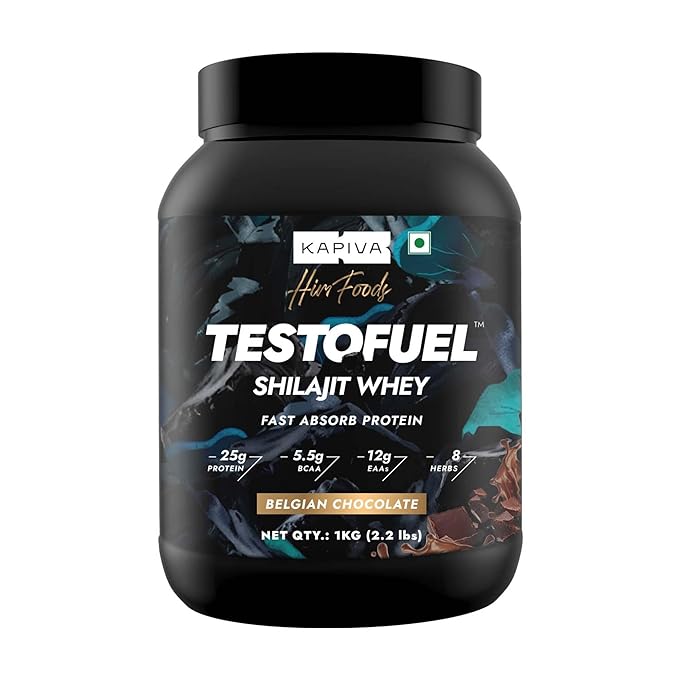 KAPIVA
Him Foods
TESTOFUEL™
SHILAJIT WHEY
FAST ABSORB PROTEIN
25g PROTEIN
5.5g BCAA
12g EAAs
8 HERBS
BELGIAN CHOCOLATE
NET QTY.: 1KG (2.2 lbs)